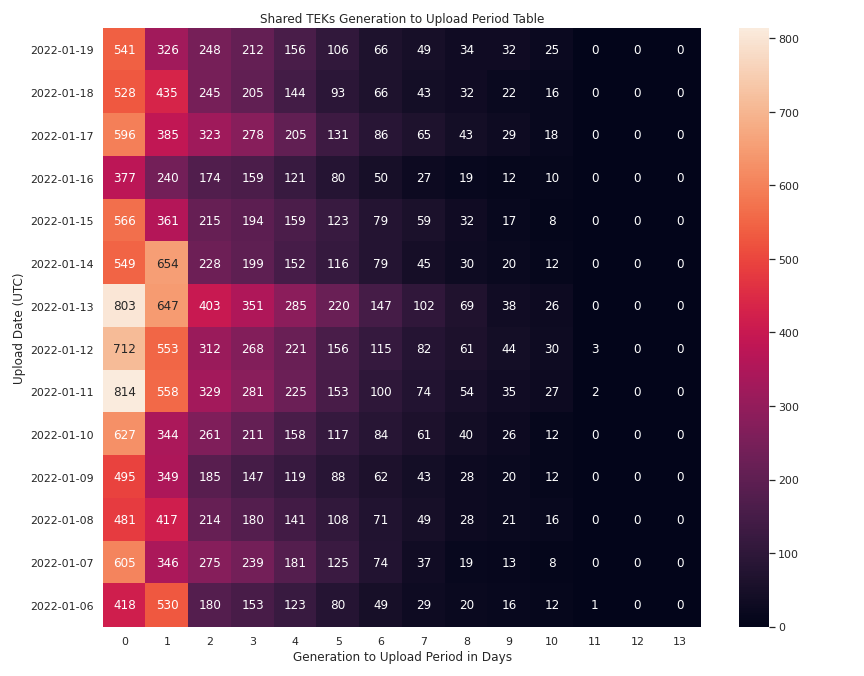 Shared TEKs Generation to Upload Period Table
Upload Date (UTC)
2022-01-19 541 326 248 212 156 106 66 49 34 32 25 0 0 0
2022-01-18 528 435 245 205 144 93 66 43 32 22 16 0 0 0
2022-01-17 596 385 323 278 205 131 86 65 43 29 18 0 0 0
2022-01-16 377 240 174 159 121 80 50 27 19 12 10 0 0 0
2022-01-15 566 361 215 194 159 123 79 59 32 17 8 0 0 0
2022-01-14 549 654 228 199 152 116 79 45 30 20 12 0 0 0
2022-01-13 803 647 403 351 285 220 147 102 69 38 26 0 0 0
2022-01-12 712 553 312 268 221 156 115 82 61 44 30 3 0 0
2022-01-11 814 558 329 281 225 153 100 74 54 35 27 2 0 0
2022-01-10 627 344 261 211 158 117 84 61 40 26 12 0 0 0
2022-01-09 495 349 185 147 119 88 62 43 28 20 12 0 0 0
2022-01-08 481 417 214 180 141 108 71 49 28 21 16 0 0 0
2022-01-07 605 346 275 239 181 125 74 37 19 13 8 0 0 0
2022-01-06 418 530 180 153 123 80 49 29 20 16 12 1 0 0
0 1 2 3 4 5 6 7 8 9 10 11 12 13
Generation to Upload Period in Days
800
700
600
500
400
300
200
100
0